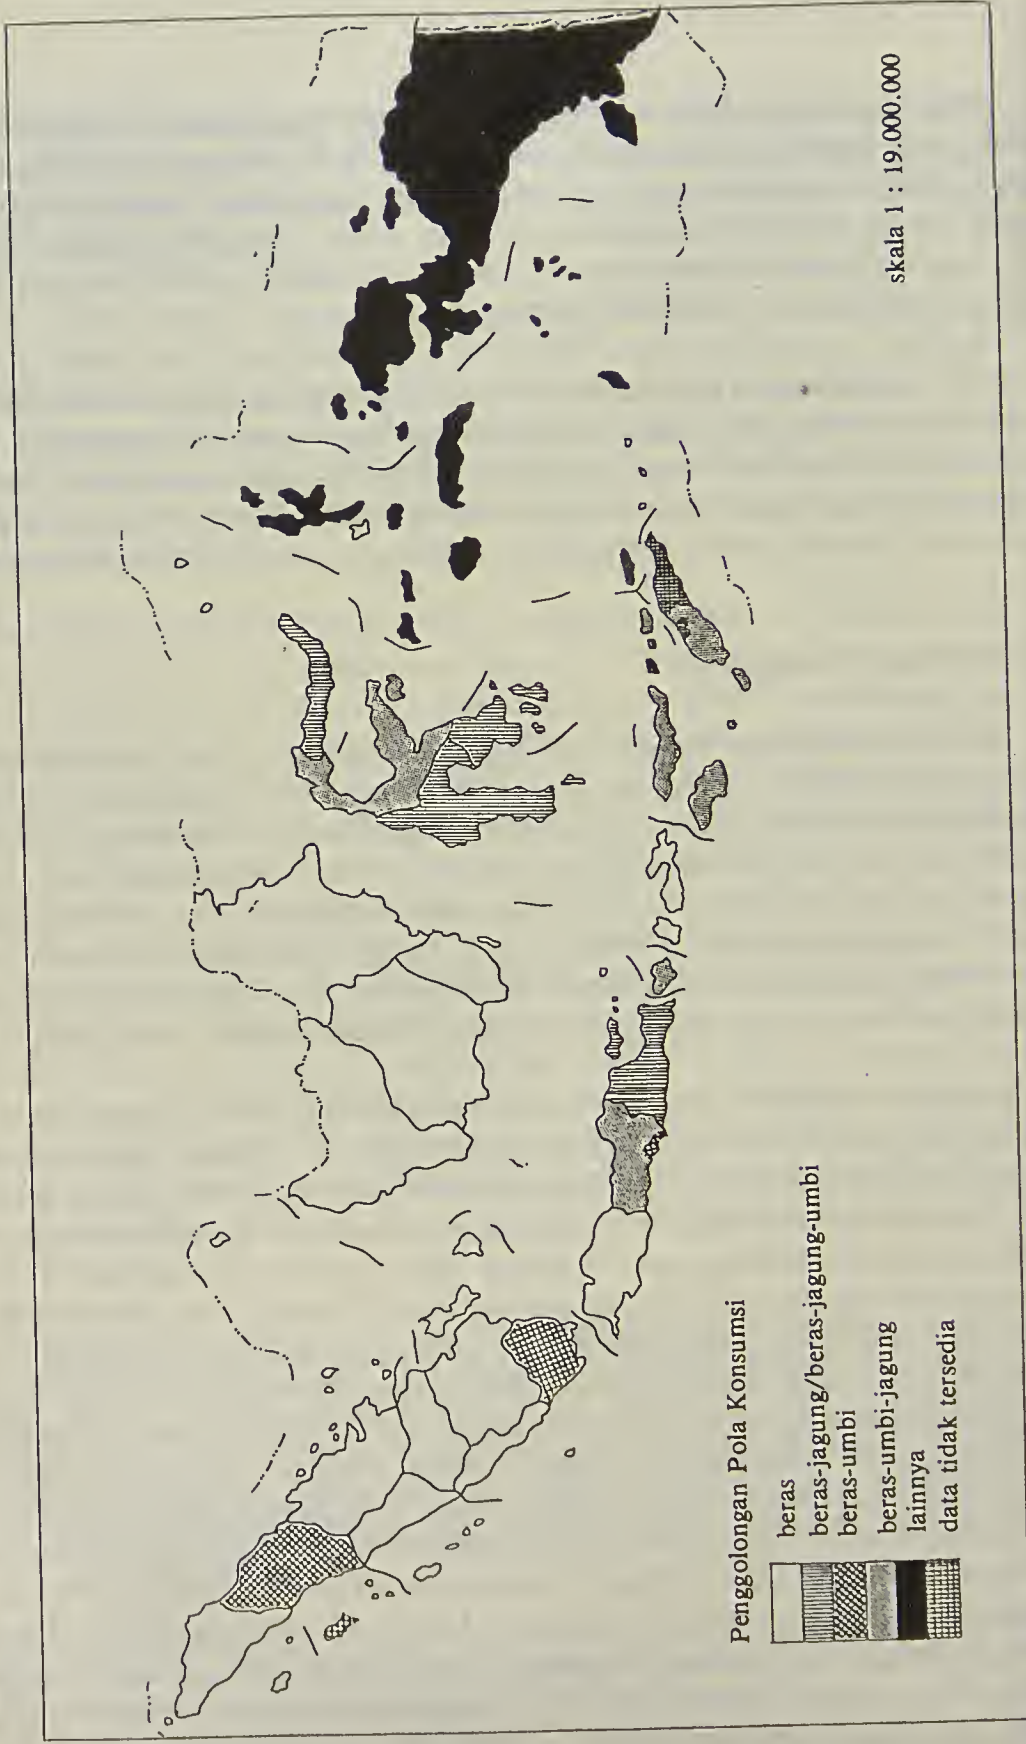 Penggolongan Pola Konsumsi
beras
beras-jagung/beras-jagung-umbi
beras-umbi
beras-umbi-jagung
lainnya
data tidak tersedia
skala 1 : 19.000.000